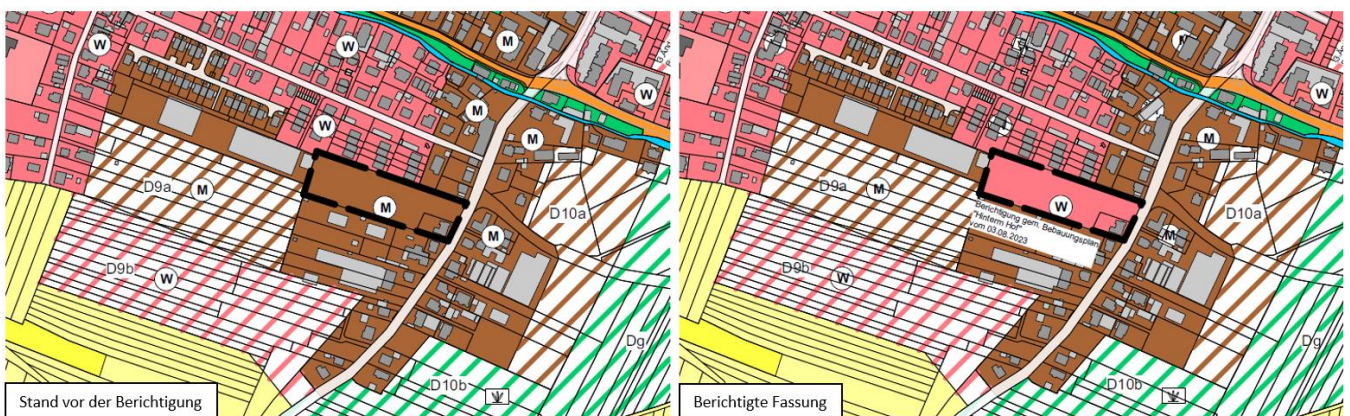 W
W
M
W
M
M
W
D9a
M
M
D10a
M
D9b
W
Dg
D10b
Stand vor der Berichtigung
M
W
M
D9a
M
W
D10a
Berichtigung gem. Bebauungsplan
"Hinterm Hof"
vom 03.08.2023
M
D9b
W
Dg
D10b
Berichtigte Fassung